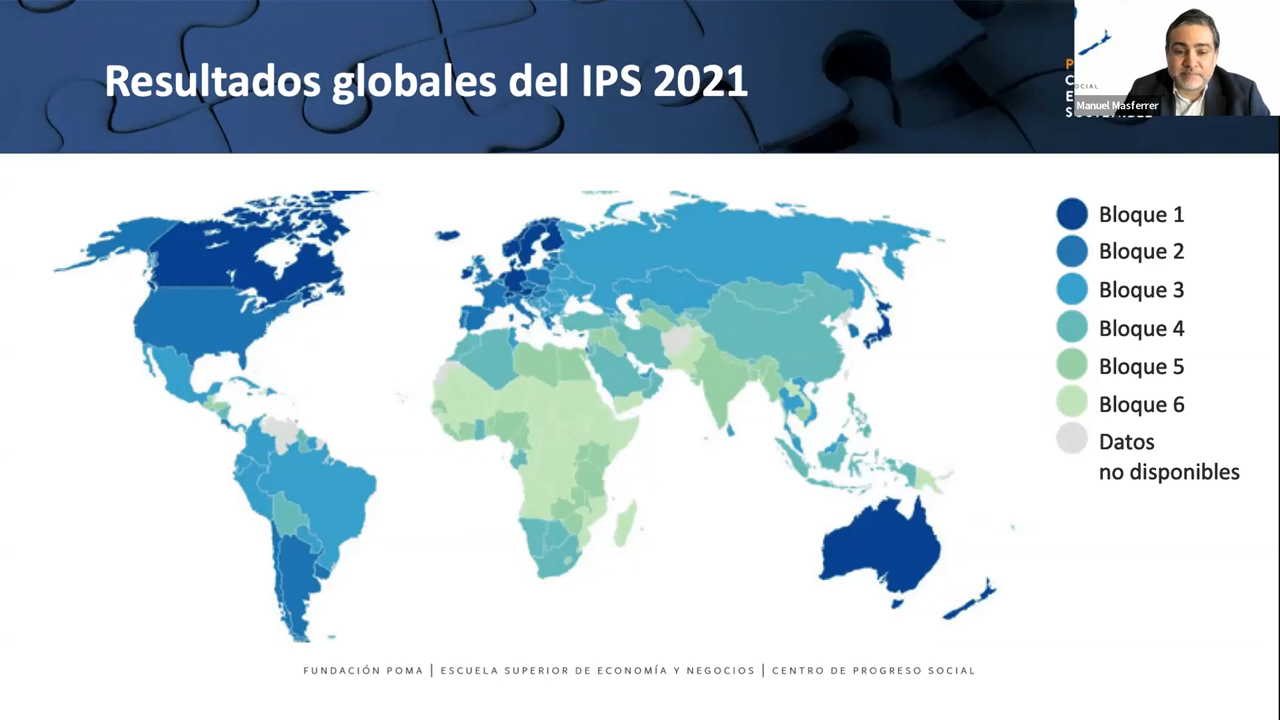 Resultados globales del IPS 2021
P
C
OCIAL
E
Manuel Masferrer
Bloque 1
Bloque 2
Bloque 3
Bloque 4
Bloque 5
Bloque 6
Datos
no disponibles
FUNDACIÓN POMA | ESCUELA SUPERIOR DE ECONOMÍA Y NEGOCIOS | CENTRO DE PROGRESO SOCIAL